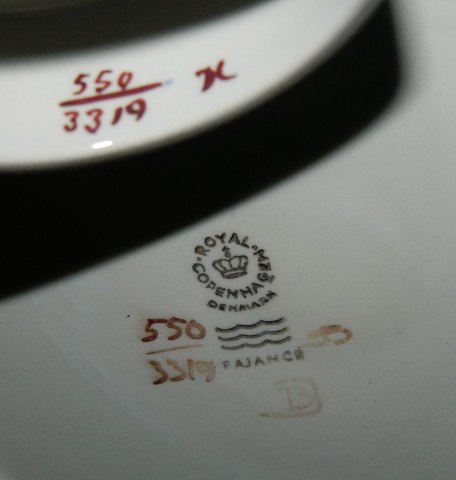 550 x
3319
ROYAL COPENHAGEN
DENMARK
550
3319
FAJANCE